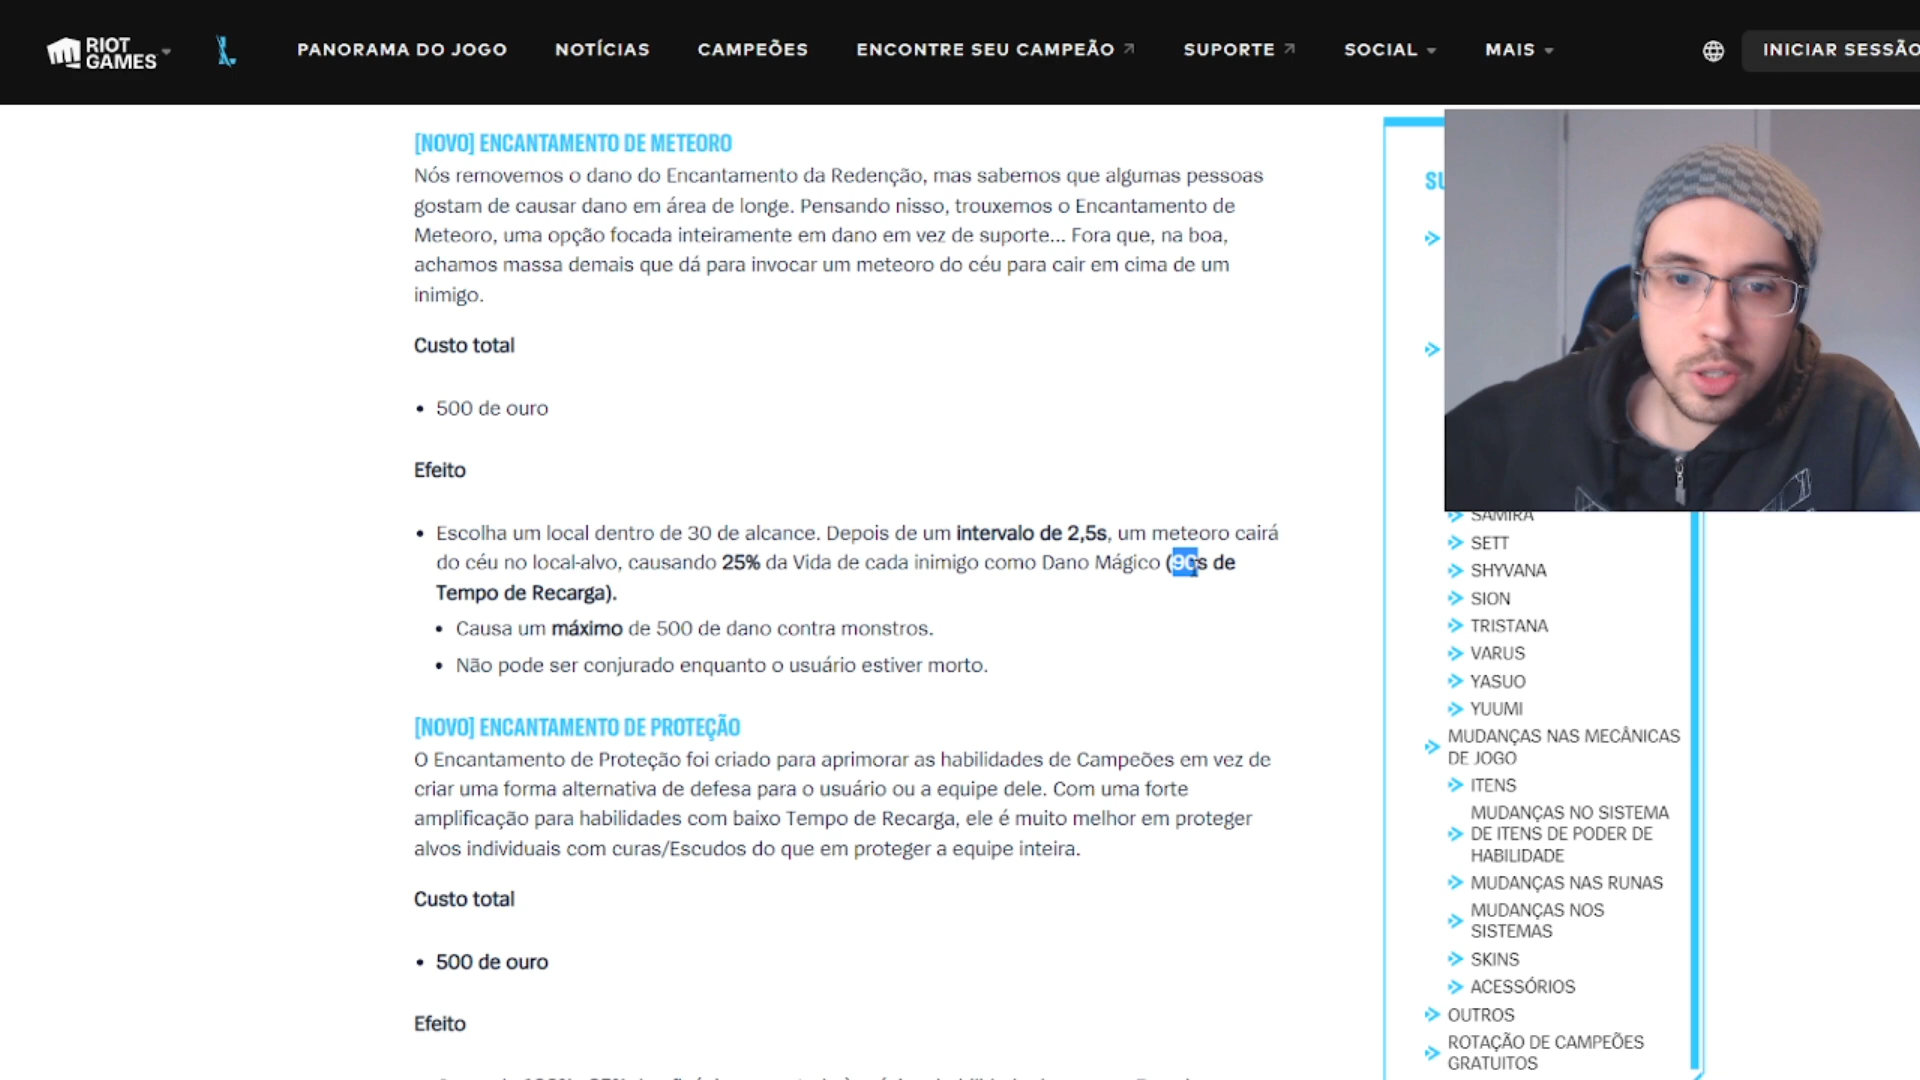 RIOT GAMES
PANORAMA DO JOGO
NOTÍCIAS
CAMPEÕES
ENCONTRE SEU CAMPEÃO
SUPORTE
SOCIAL
MAIS
INICIAR SESSÃO
[NOVO] ENCANTAMENTO DE METEORO
Nós removemos o dano do Encantamento da Redenção, mas sabemos que algumas pessoas
gostam de causar dano em área de longe. Pensando nisso, trouxemos o Encantamento de
Meteoro, uma opção focada inteiramente em dano em vez de suporte... Fora que, na boa,
achamos massa demais que dá para invocar um meteoro do céu para cair em cima de um
inimigo.
Custo total
• 500 de ouro
Efeito
• Escolha um local dentro de 30 de alcance. Depois de um intervalo de 2,5s, um meteoro cairá
do céu no local-alvo, causando 25% da Vida de cada inimigo como Dano Mágico (90s de
Tempo de Recarga).
• Causa um máximo de 500 de dano contra monstros.
• Não pode ser conjurado enquanto o usuário estiver morto.
[NOVO] ENCANTAMENTO DE PROTEÇÃO
O Encantamento de Proteção foi criado para aprimorar as habilidades de Campeões em vez de
criar uma forma alternativa de defesa para o usuário ou a equipe dele. Com uma forte
amplificação para habilidades com baixo Tempo de Recarga, ele é muito melhor em proteger
alvos individuais com curas/Escudos do que em proteger a equipe inteira.
Custo total
• 500 de ouro
Efeito
SAMIRA
SETT
SHYVANA
SION
TRISTANA
VARUS
YASUO
YUUMI
MUDANÇAS NAS MECÂNICAS
DE JOGO
ITENS
MUDANÇAS NO SISTEMA
DE ITENS DE PODER DE
HABILIDADE
MUDANÇAS NAS RUNAS
MUDANÇAS NOS
SISTEMAS
SKINS
ACESSÓRIOS
OUTROS
ROTAÇÃO DE CAMPEÕES
GRATUITOS